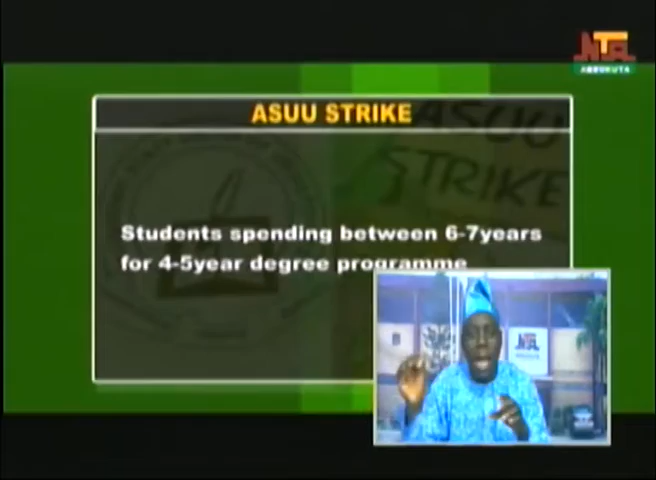 NTA
ABEOKUTA
ASUU STRIKE
ASUU
STRIKE
Students spending between 6-7years
for 4-5year degree programme
NTA